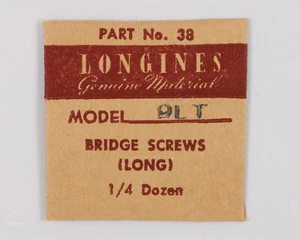 PART No. 38
LONGINES
Genuine Material
MODEL 9LT
BRIDGE SCREWS
(LONG)
1/4 Dozen